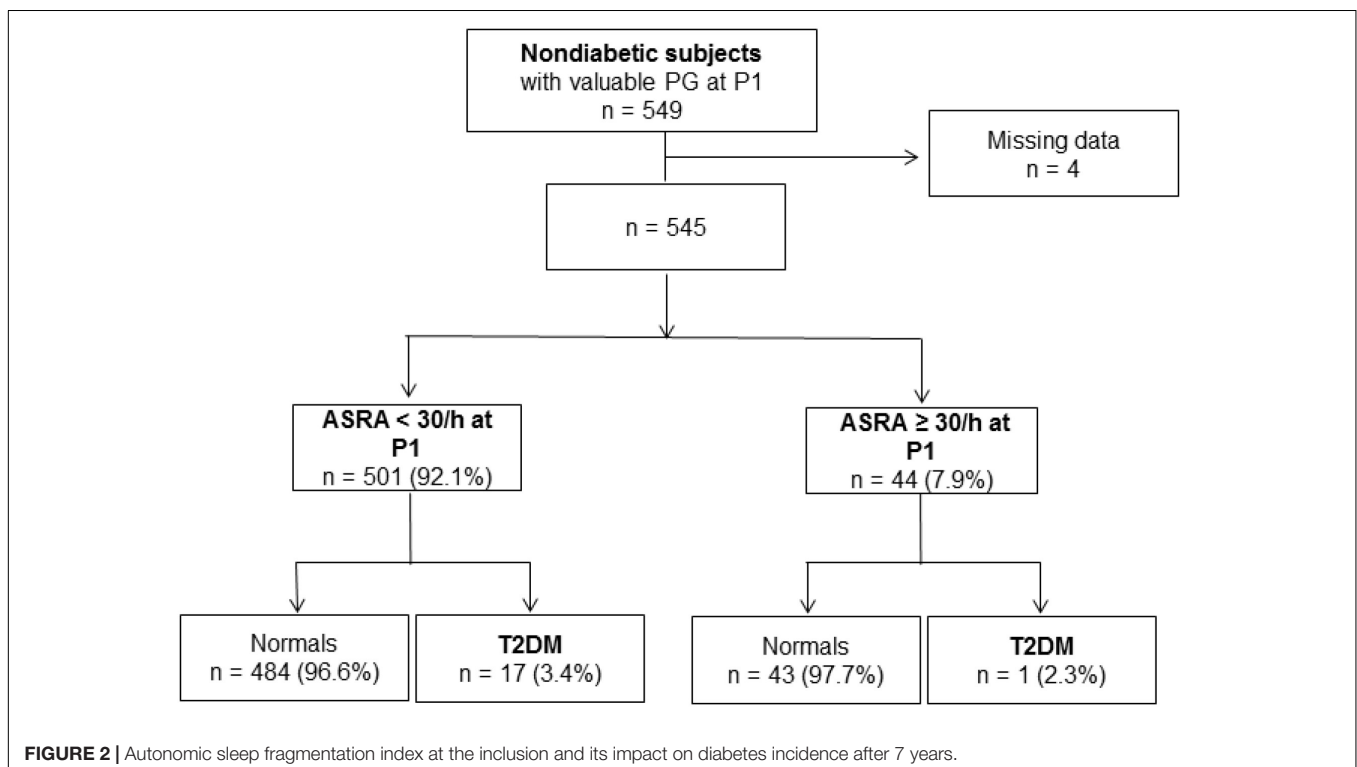 Nondiabetic subjects
with valuable PG at P1
n = 549
Missing data
n = 4
n = 545
ASRA < 30/h at
P1
n = 501 (92.1%)
ASRA ≥ 30/h at
P1
n = 44 (7.9%)
Normals
n = 484 (96.6%)
T2DM
n = 17 (3.4%)
Normals
n = 43 (97.7%)
T2DM
n = 1 (2.3%)
FIGURE 2 | Autonomic sleep fragmentation index at the inclusion and its impact on diabetes incidence after 7 years.